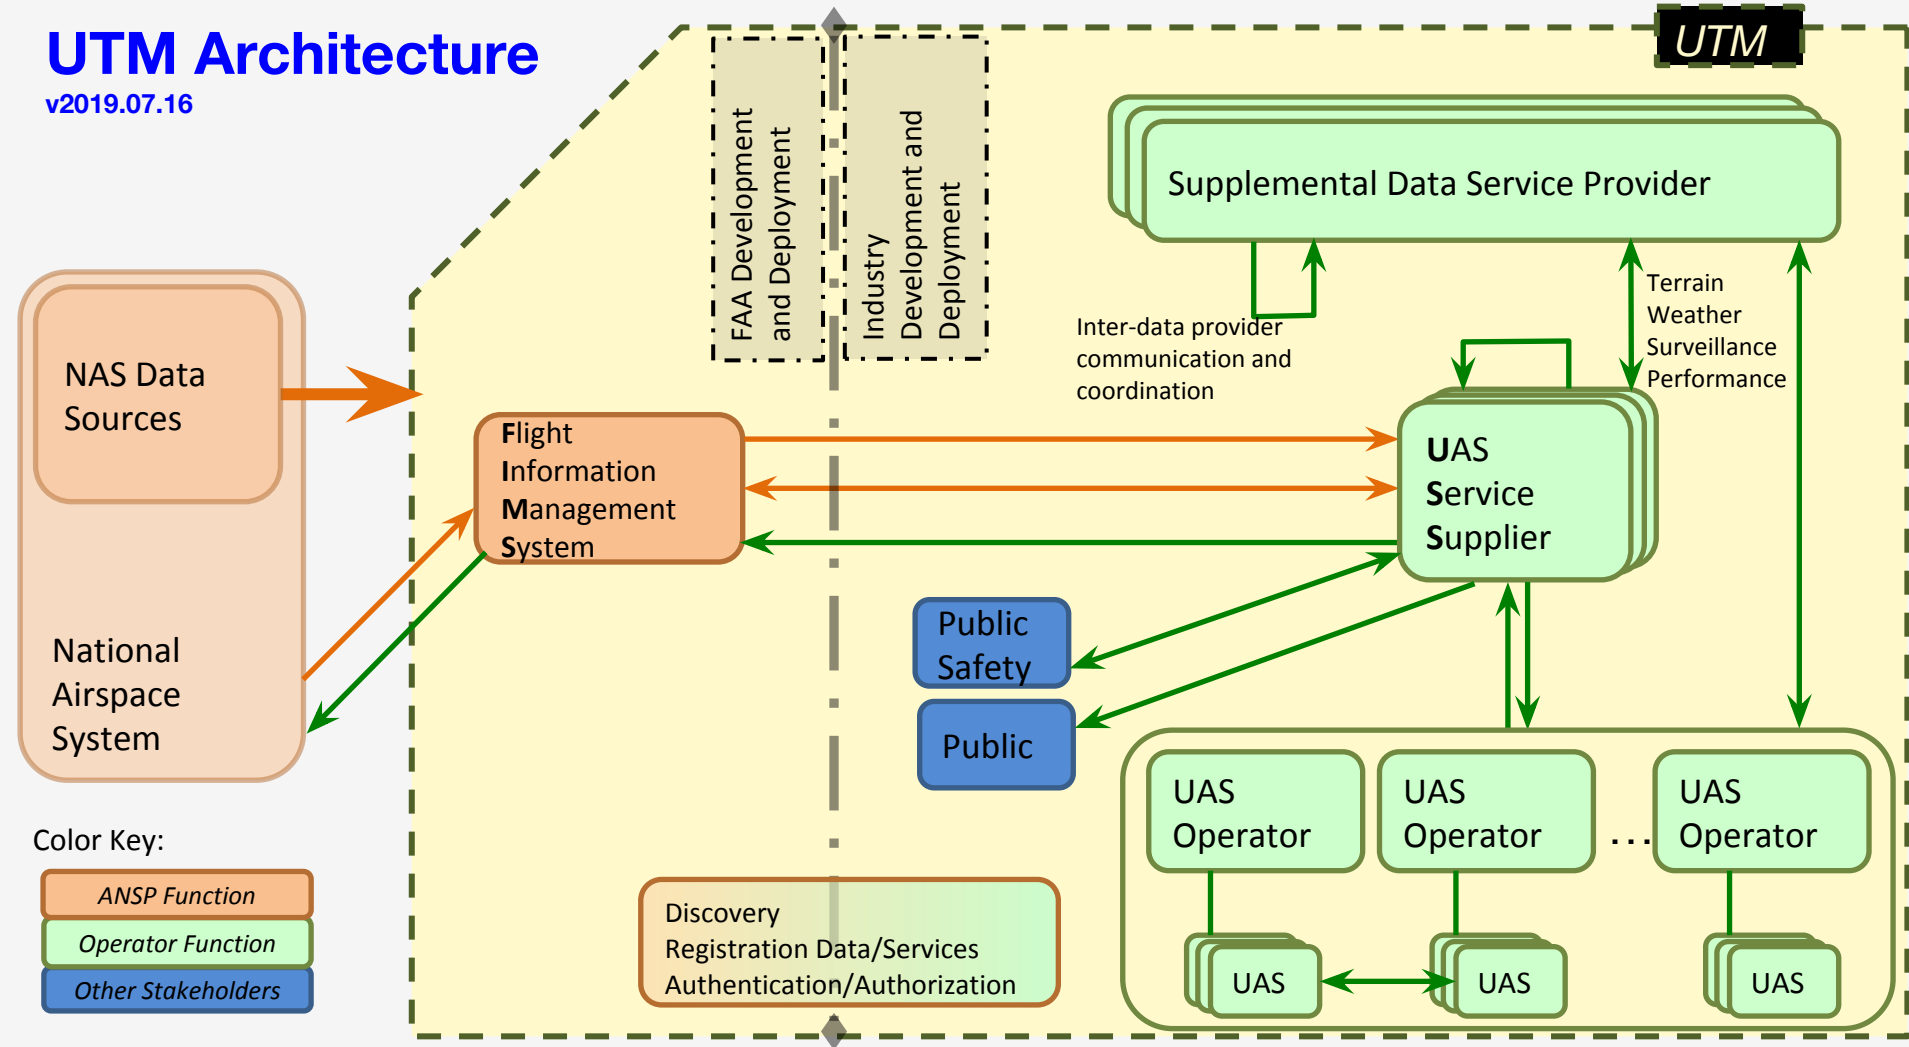 UTM Architecture
v2019.07.16
UTM
FAA Development
and Deployment
Industry
Development and
Deployment
Supplemental Data Service Provider
Inter-data provider
communication and
coordination
Terrain
Weather
Surveillance
Performance
NAS Data
Sources
National
Airspace
System
Flight
Information
Management
System
UAS
Service
Supplier
Public
Safety
Public
UAS
Operator
UAS
Operator
...
UAS
Operator
UAS
UAS
UAS
Discovery
Registration Data/Services
Authentication/Authorization
Color Key:
ANSP Function
Operator Function
Other Stakeholders